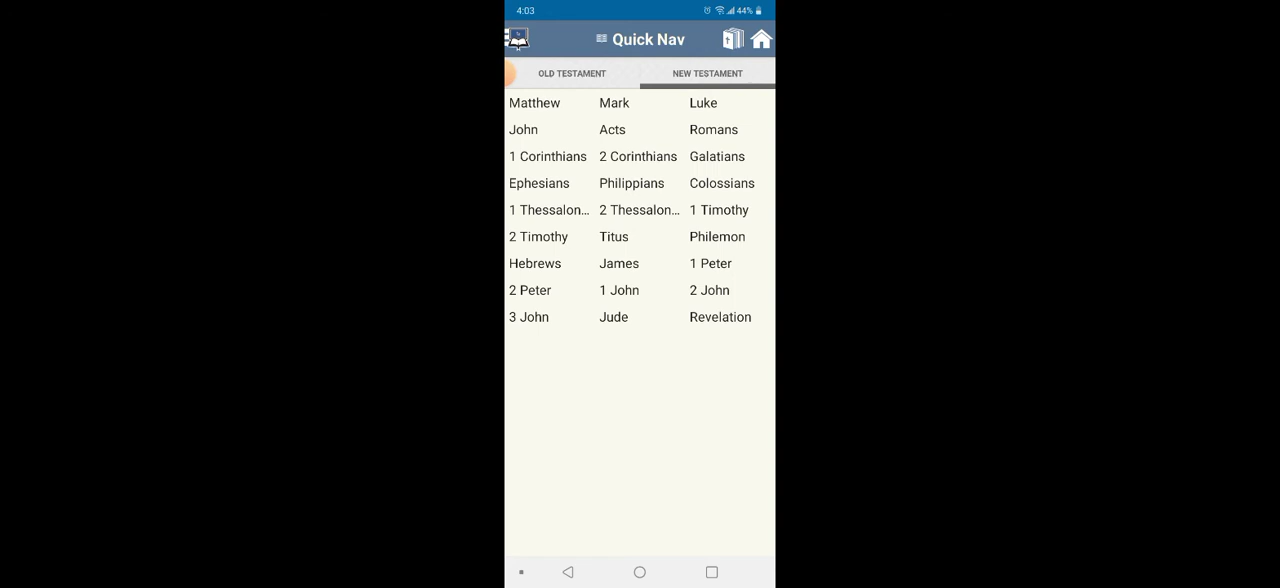 4:03 44%
Quick Nav
OLD TESTAMENT NEW TESTAMENT
Matthew Mark Luke
John Acts Romans
1 Corinthians 2 Corinthians Galatians
Ephesians Philippians Colossians
1 Thessalon... 2 Thessalon... 1 Timothy
2 Timothy Titus Philemon
Hebrews James 1 Peter
2 Peter 1 John 2 John
3 John Jude Revelation